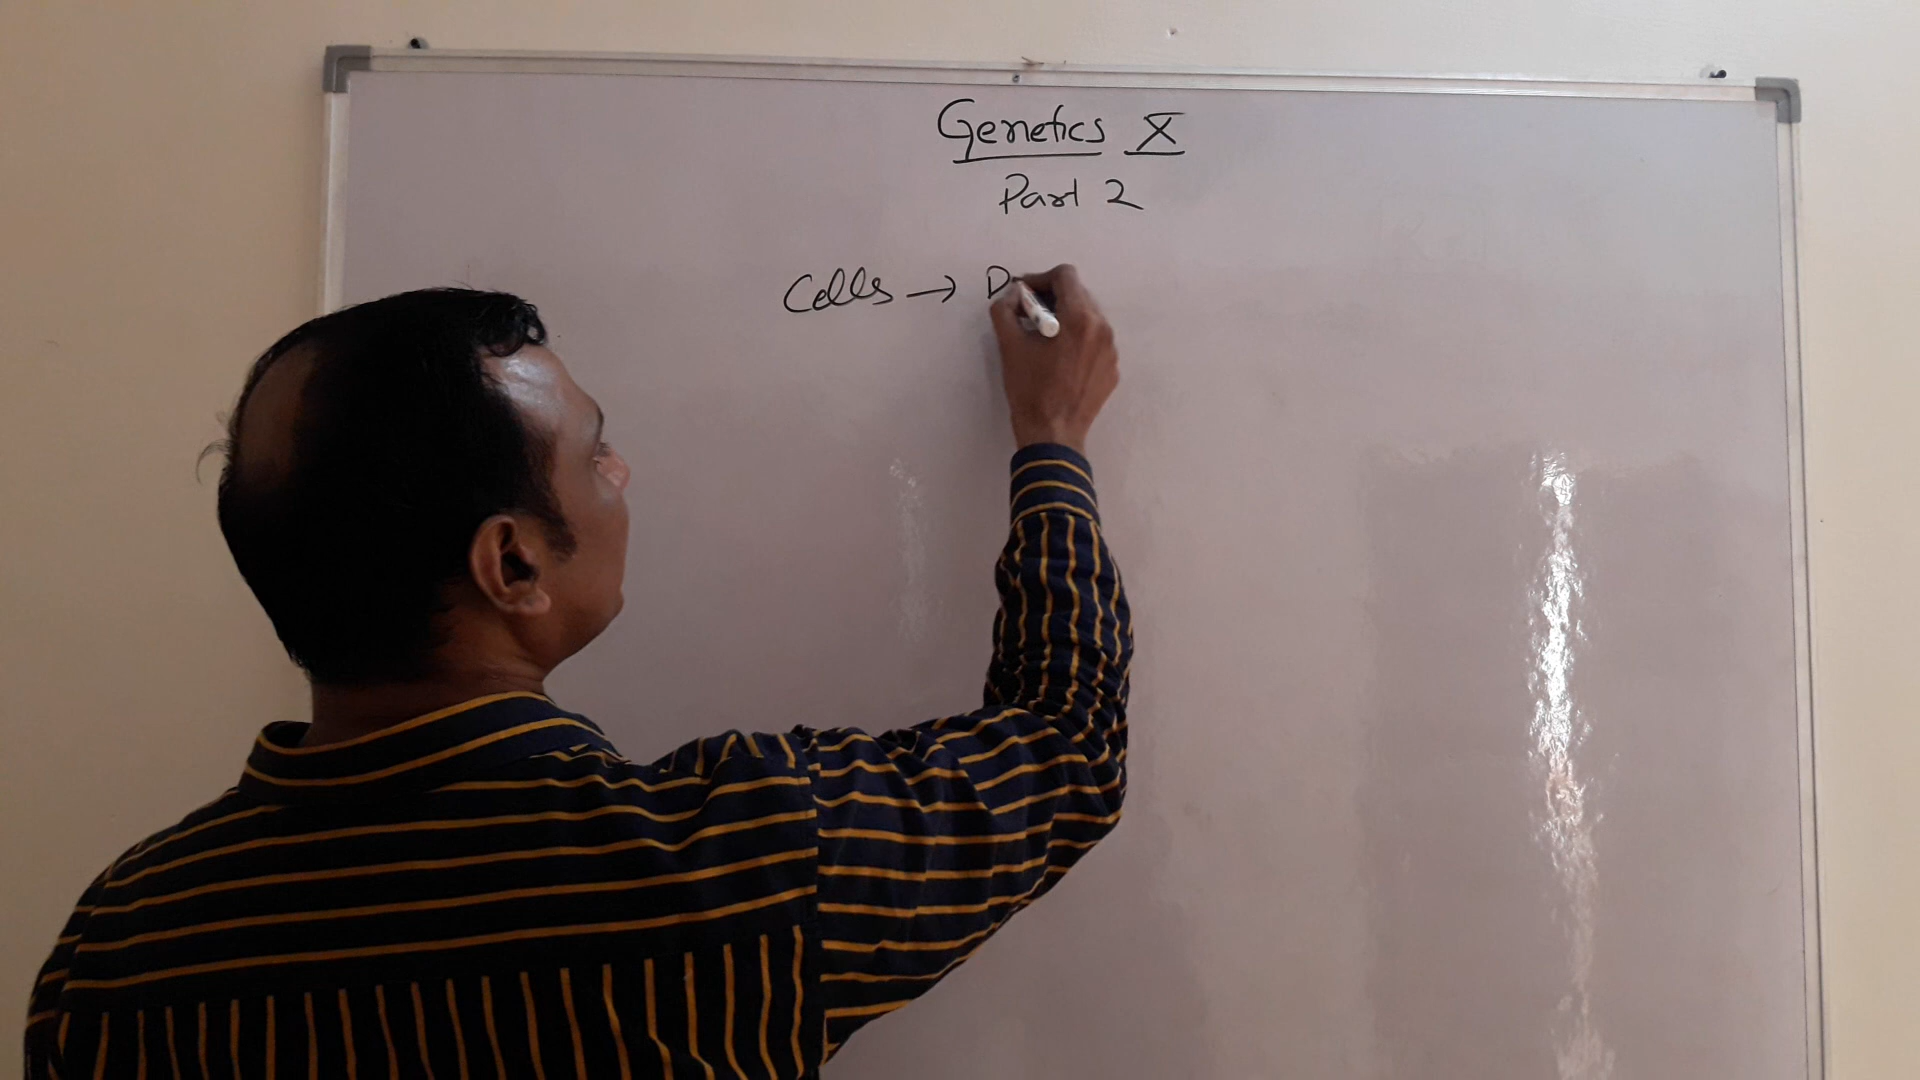 Genetics X
Part 2
Cells → D